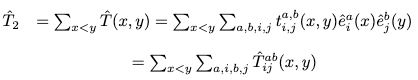 $\hat{T}_2 = \sum_{x<y} \hat{T}(x,y) = \sum_{x<y} \sum_{a,b,i,j} t_{i,j}^{a,b}(x,y) \hat{e}_i^a(x) \hat{e}_j^b(y)$
$= \sum_{x<y} \sum_{a,i,b,j} \hat{T}_{ij}^{ab}(x,y)$